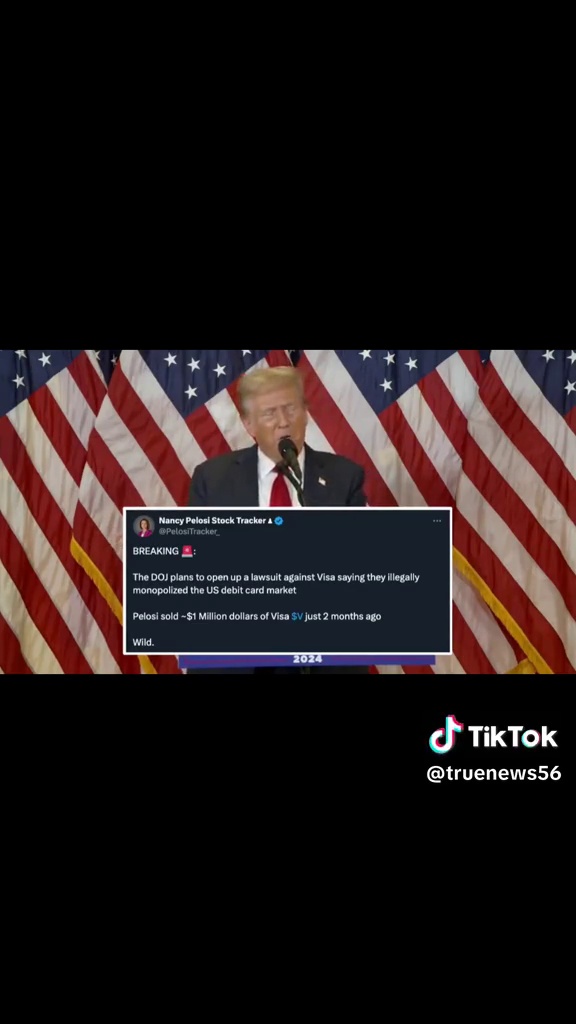 Nancy Pelosi Stock Tracker
@PelosiTracker_
BREAKING 🚨:
The DOJ plans to open up a lawsuit against Visa saying they illegally
monopolized the US debit card market
Pelosi sold ~$1 Million dollars of Visa $V just 2 months ago
Wild.
2024
TikTok
@truenews56